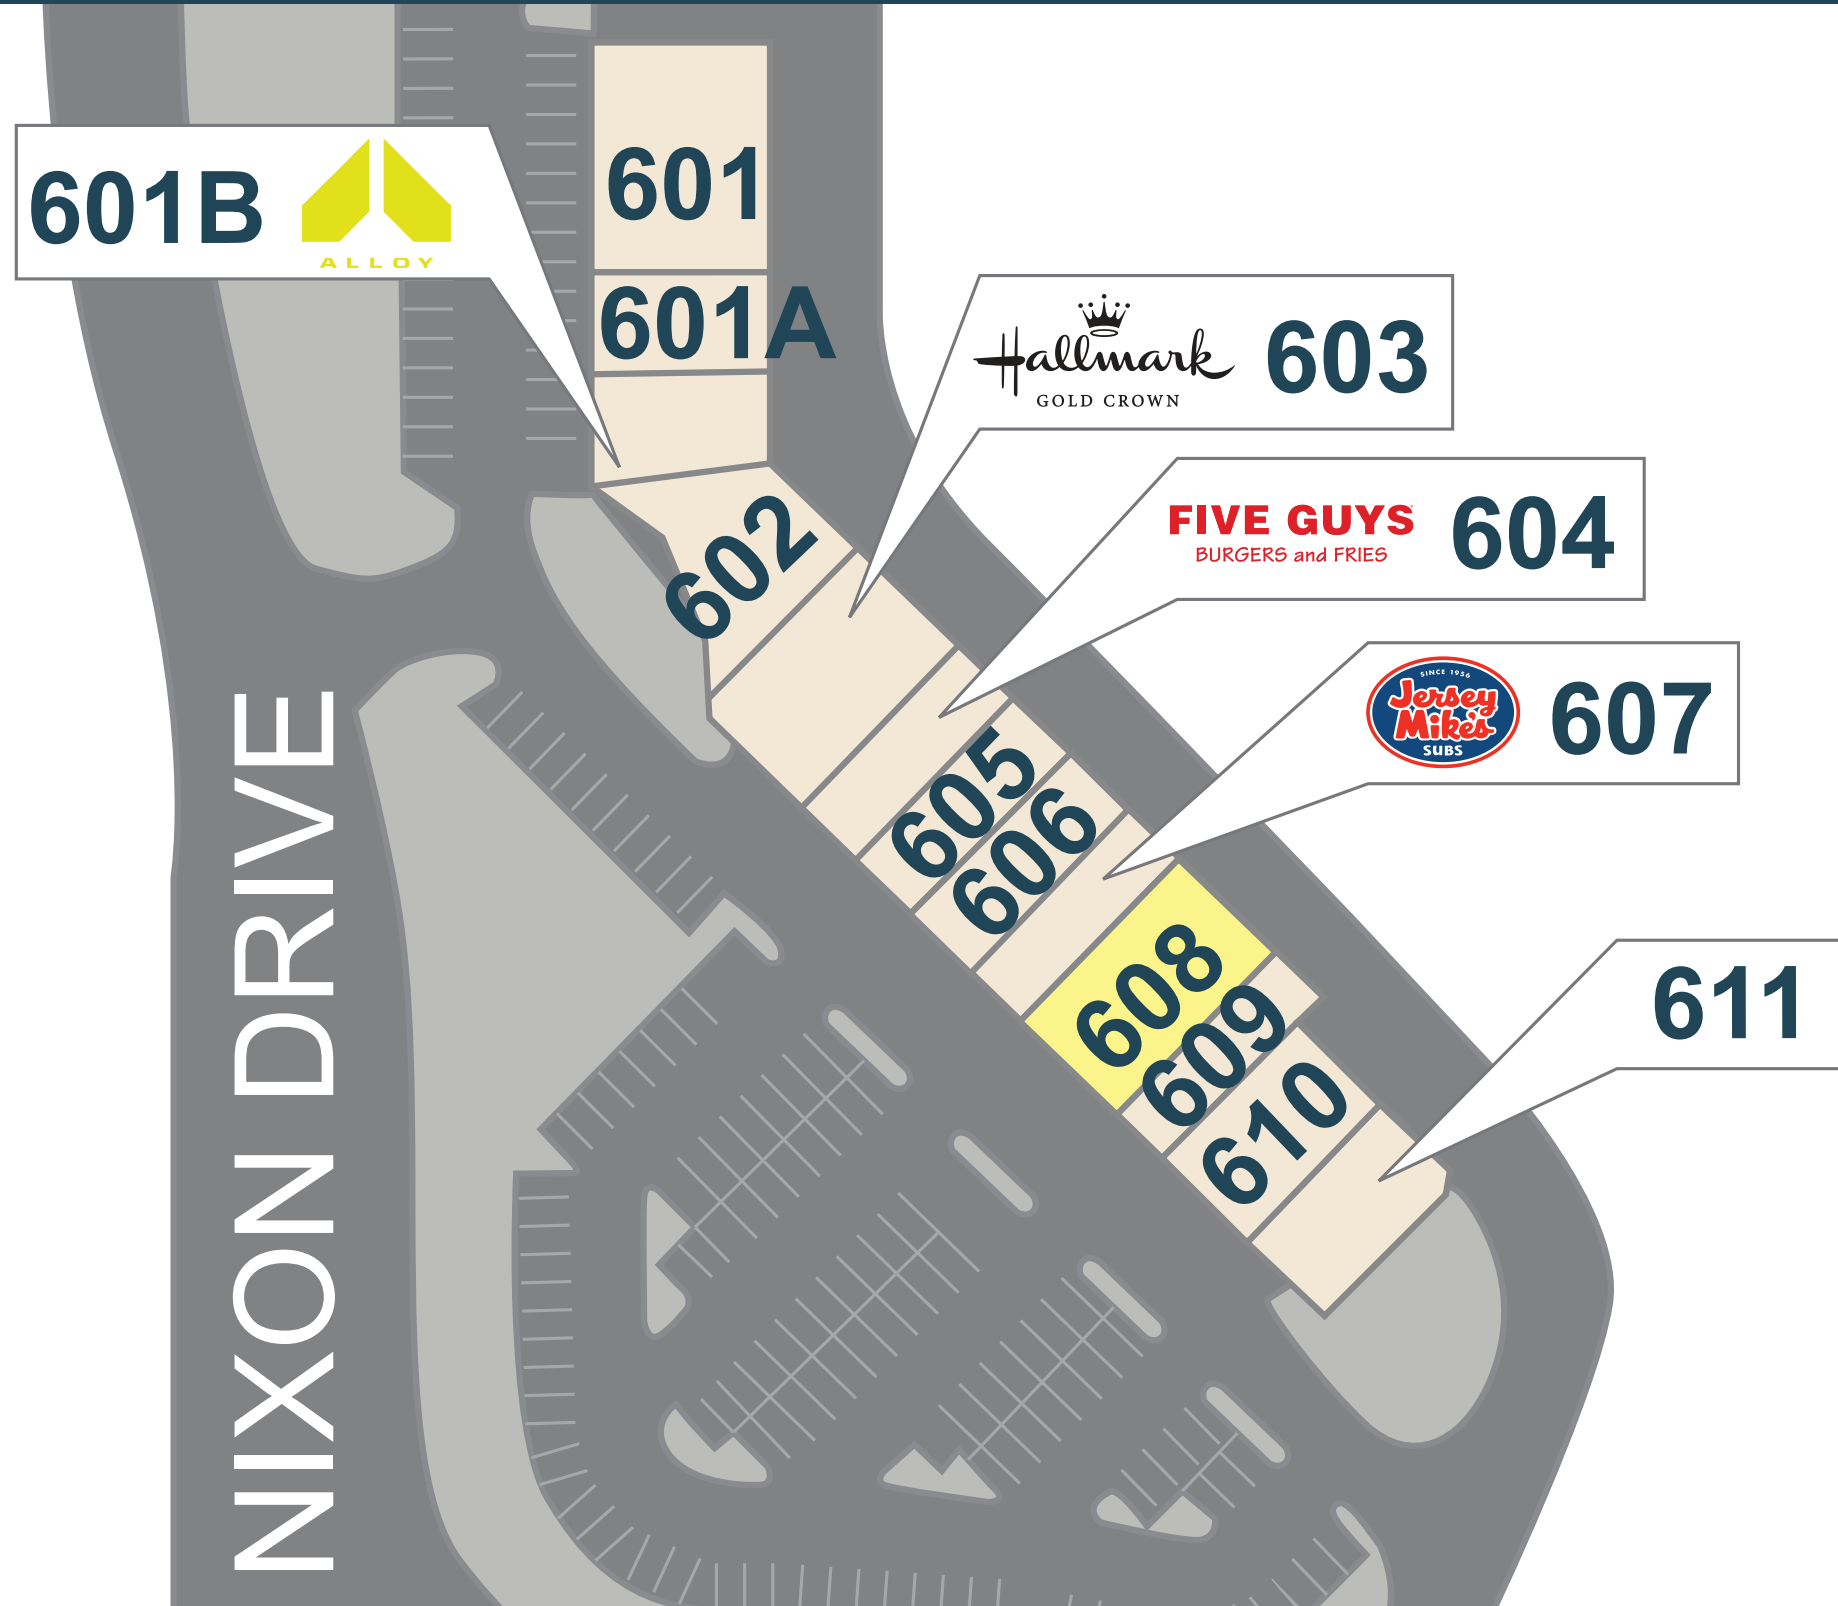 601
601B
ALLOY
601A
Hallmark
GOLD CROWN
603
602
FIVE GUYS
BURGERS and FRIES
604
SINCE 1956
Jersey
Mike's
SUBS
607
605
606
608
609
610
611
NIXON DRIVE